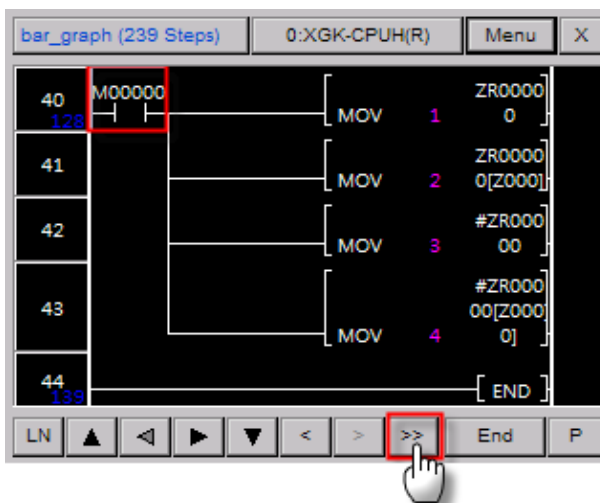 bar_graph (239 Steps) 0:XGK-CPUH(R) Menu X
40 M00000 ZR0000
128 MOV 1 0
41 ZR0000
MOV 2 0[Z000]
42 #ZR000
MOV 3 00
#ZR000
43 00[Z000
MOV 4 0]
44 END
139
LN < > >> End P